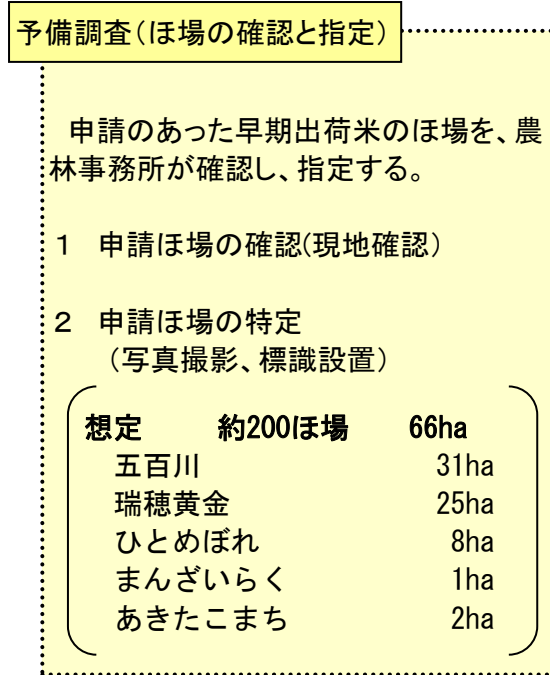 予備調査(ほ場の確認と指定)
申請のあった早期出荷米のほ場を、農
林事務所が確認し、指定する。
1 申請ほ場の確認(現地確認)
2 申請ほ場の特定
(写真撮影、標識設置)
想定 約200ほ場 66ha
五百川 31ha
瑞穂黄金 25ha
ひとめぼれ 8ha
まんざいらく 1ha
あきたこまち 2ha